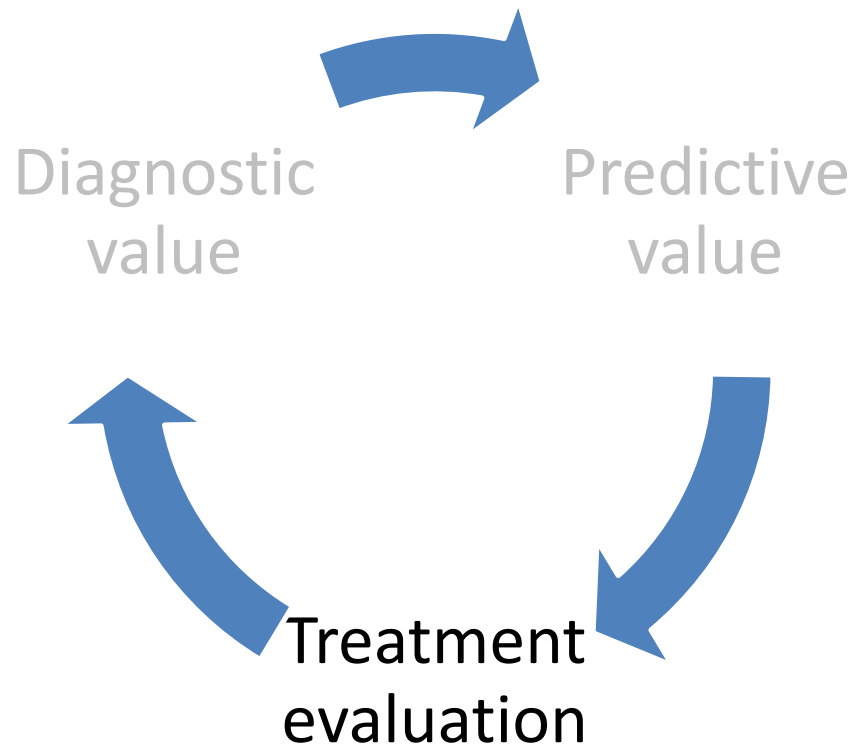 Diagnostic
value
Predictive
value
Treatment
evaluation